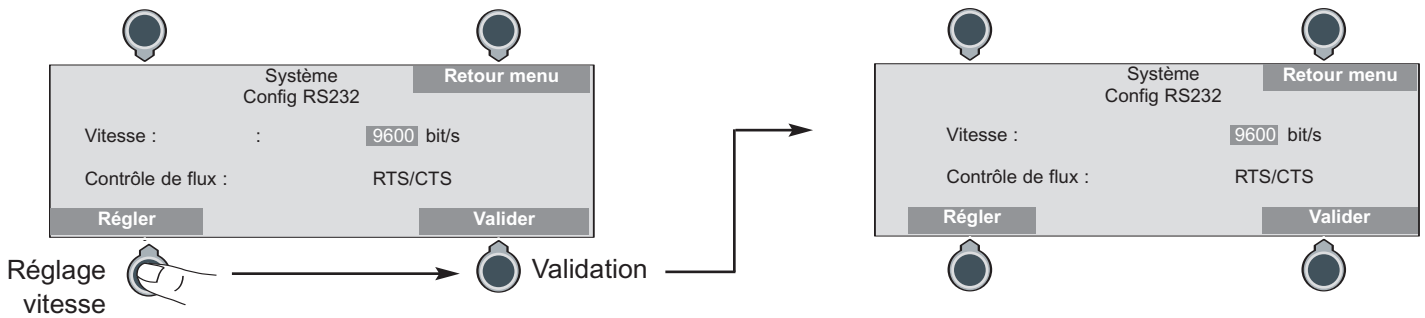 Système
Retour menu
Config RS232
Vitesse : : 9600 bit/s
Contrôle de flux : RTS/CTS
Régler Valider
Réglage
vitesse
Validation
Système
Retour menu
Config RS232
Vitesse : 9600 bit/s
Contrôle de flux : RTS/CTS
Régler Valider